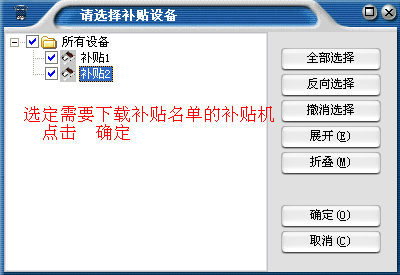 请选择补贴设备
所有设备
补贴1
补贴2
选定需要下载补贴名单的补贴机
点击 确定
全部选择
反向选择
撤消选择
展开(E)
折叠(M)
确定(O)
取消(C)